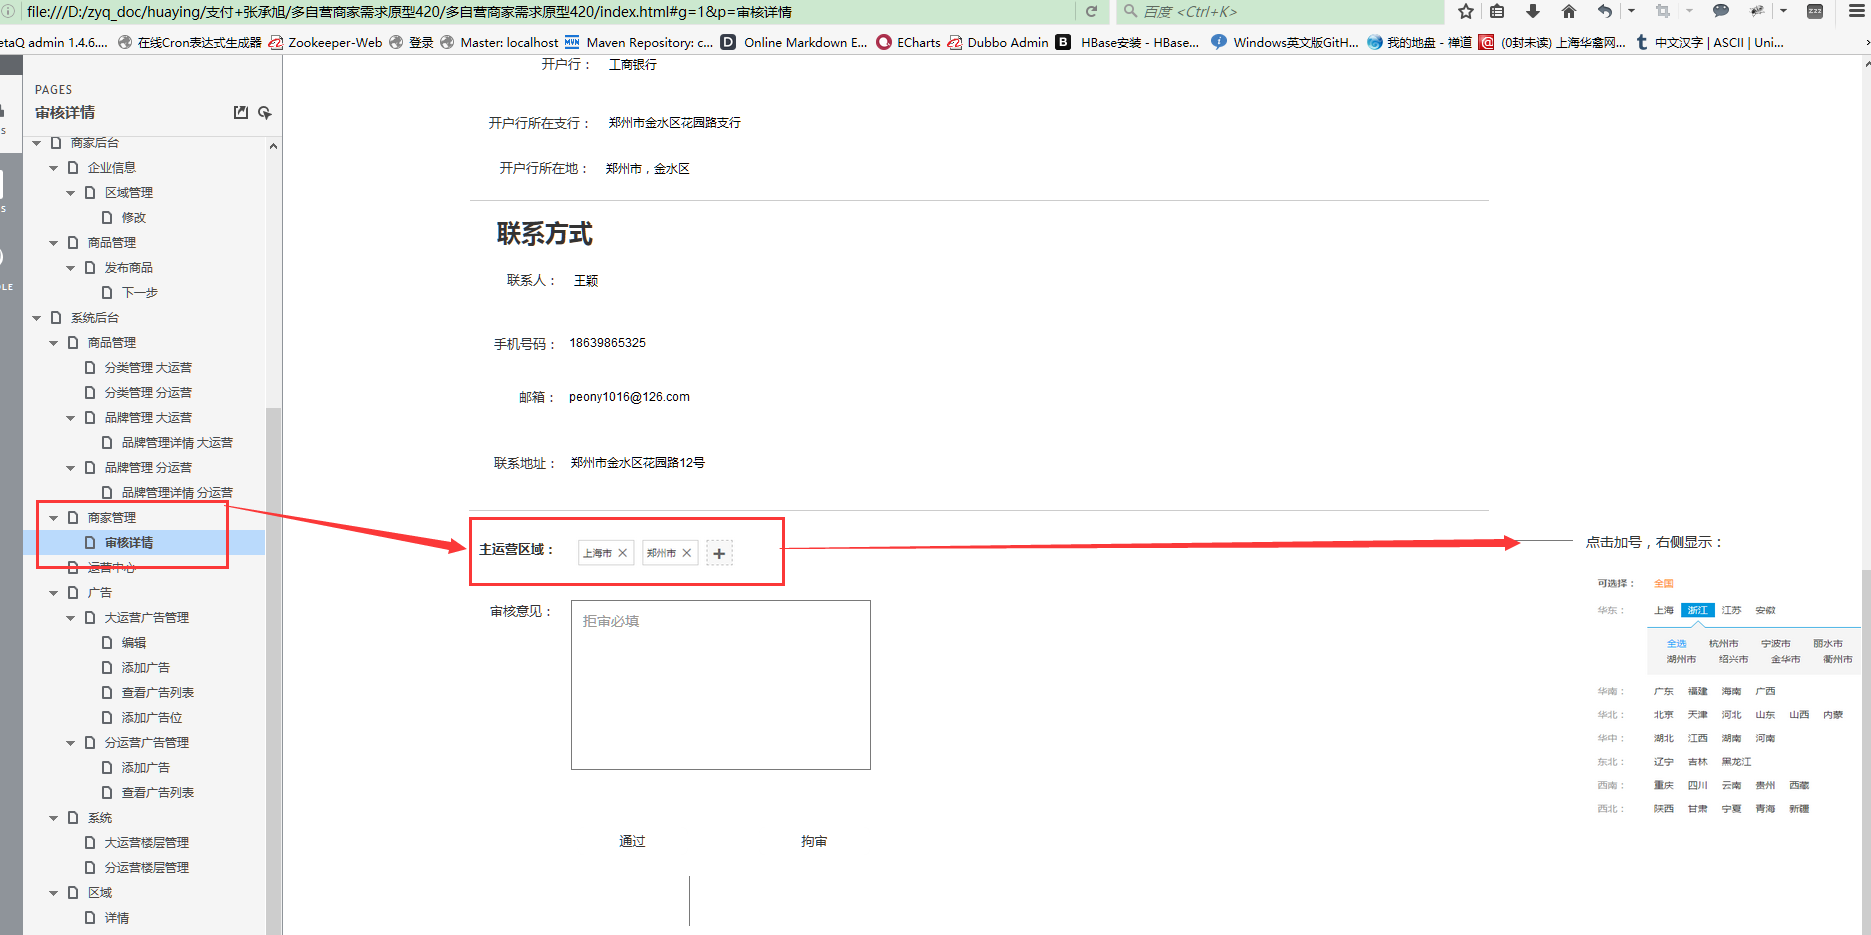 file:///D:/zyq_doc/huaying/支付+张承旭/多自营商家需求原型420/多自营商家需求原型420/index.html#g=1&p=审核详情
百度 <Ctrl+K>
etaQ admin 1.4.6.... 在线Cron表达式生成器 Zookeeper-Web 登录 Master: localhost Maven Repository: c... Online Markdown E... ECharts Dubbo Admin HBase安装 - HBase... Windows英文版GitH... 我的地盘 - 禅道 (0封未读) 上海华鑫网... 中文汉字 | ASCII | Uni...
PAGES
审核详情
商家后台
企业信息
区域管理
修改
商品管理
发布商品
下一步
系统后台
商品管理
分类管理 大运营
分类管理 分运营
品牌管理 大运营
品牌管理详情 大运营
品牌管理 分运营
品牌管理详情 分运营
商家管理
审核详情
运营中心
广告
大运营广告管理
编辑
添加广告
查看广告列表
添加广告位
分运营广告管理
添加广告
查看广告列表
系统
大运营楼层管理
分运营楼层管理
区域
详情
开户行： 工商银行
开户行所在支行： 郑州市金水区花园路支行
开户行所在地： 郑州市，金水区
联系方式
联系人： 王颖
手机号码： 18639865325
邮箱： peony1016@126.com
联系地址： 郑州市金水区花园路12号
主运营区域： 上海市 × 郑州市 × +
审核意见： 拒审必填
通过 拘审
点击加号，右侧显示：
可选择： 全国
华东： 上海 浙江 江苏 安徽
全选 杭州市 宁波市 丽水市
湖州市 绍兴市 金华市 衢州市
华南： 广东 福建 海南 广西
华北： 北京 天津 河北 山东 山西 内蒙
华中： 湖北 江西 湖南 河南
东北： 辽宁 吉林 黑龙江
西南： 重庆 四川 云南 贵州 西藏
西北： 陕西 甘肃 宁夏 青海 新疆